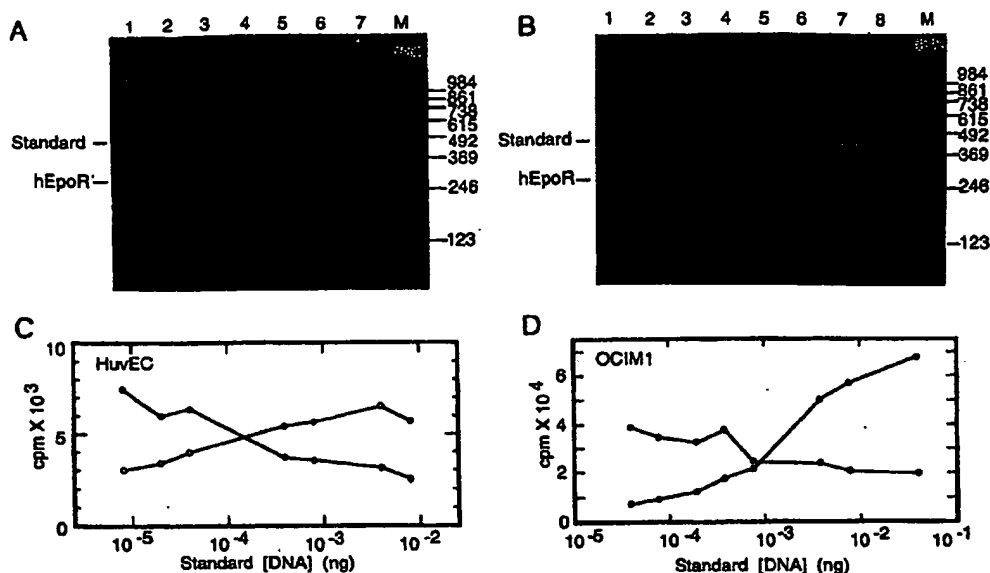 A
1 2 3 4 5 6 7 M
984
861
738
615
492
369
246
123
Standard
hEpoR
B
1 2 3 4 5 6 7 8 M
984
861
738
615
492
369
246
123
Standard
hEpoR
C
HuvEC
10
5
0
cpm X 10³
10⁻⁵ 10⁻⁴ 10⁻³ 10⁻²
Standard [DNA] (ng)
D
OCIM1
6
4
2
0
cpm X 10⁴
10⁻⁵ 10⁻⁴ 10⁻³ 10⁻² 10⁻¹
Standard [DNA] (ng)